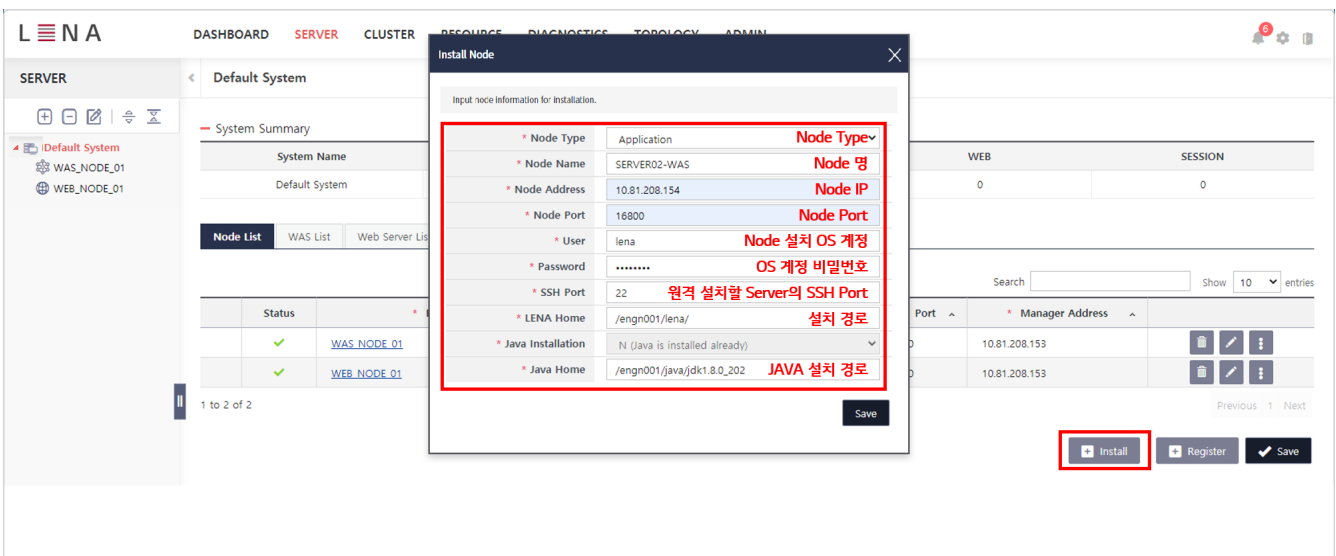 LENA
DASHBOARD SERVER CLUSTER RESOURCE DIAGNOSTICS TOPOLOGY ADMIN
6
SERVER
Default System
Default System
WAS_NODE_01
WEB_NODE_01
System Summary
System Name WEB SESSION
Default System 0 0
Node List WAS List Web Server Lis
Search Show 10 entries
Status * Port * Manager Address
WAS_NODE_01 10.81.208.153
WEB_NODE_01 10.81.208.153
1 to 2 of 2
Previous 1 Next
Install Register Save
Install Node
Input node information for installation.
* Node Type Application Node Type
* Node Name SERVER02-WAS Node 명
* Node Address 10.81.208.154 Node IP
* Node Port 16800 Node Port
* User lena Node 설치 OS 계정
* Password •••••••• OS 계정 비밀번호
* SSH Port 22 원격 설치할 Server의 SSH Port
* LENA Home /engn001/lena/ 설치 경로
* Java Installation N (Java is installed already)
* Java Home /engn001/java/jdk1.8.0_202 JAVA 설치 경로
Save